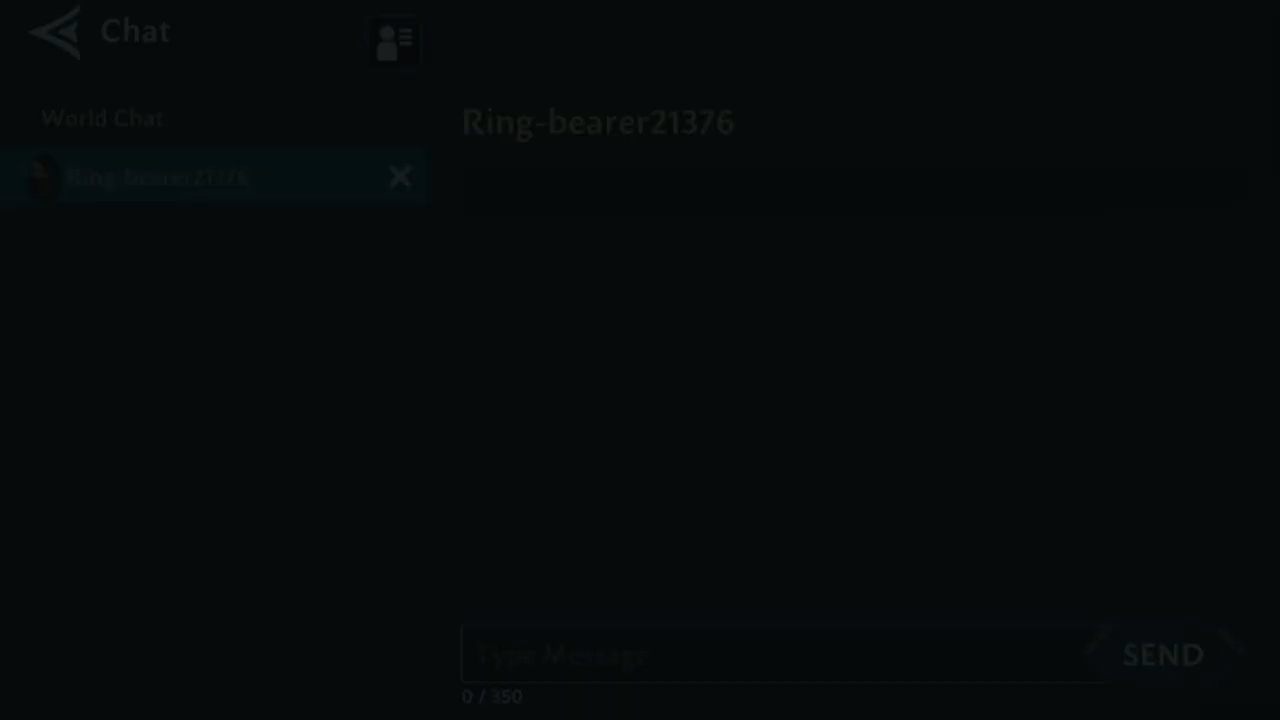 Chat
World Chat
Ring-bearer21376
Ring-bearer21376
Type Message
SEND
0 / 350